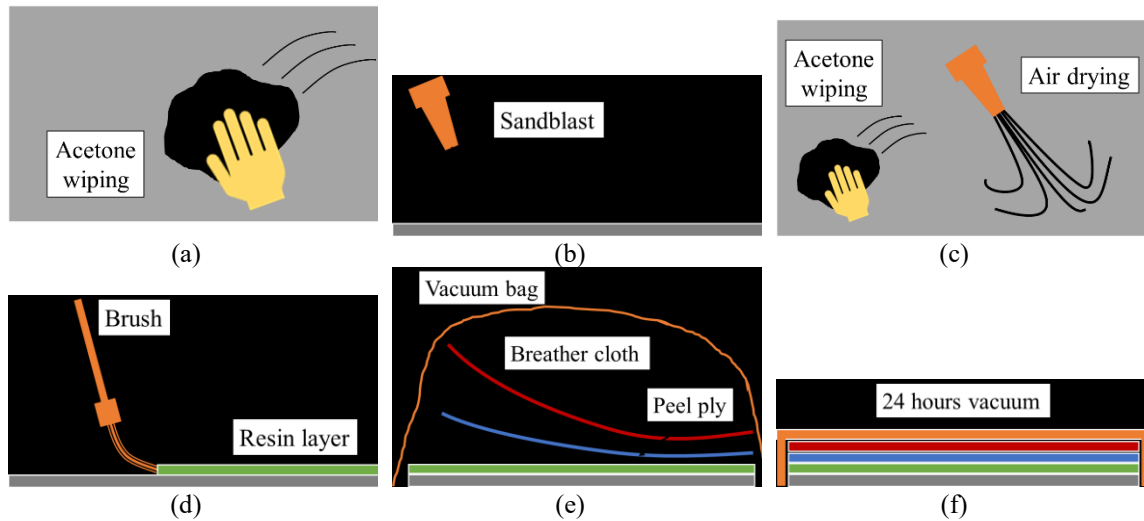 Acetone
wiping
(a)
Sandblast
(b)
Acetone
wiping
Air drying
(c)
Brush
Resin layer
(d)
Vacuum bag
Breather cloth
Peel ply
(e)
24 hours vacuum
(f)